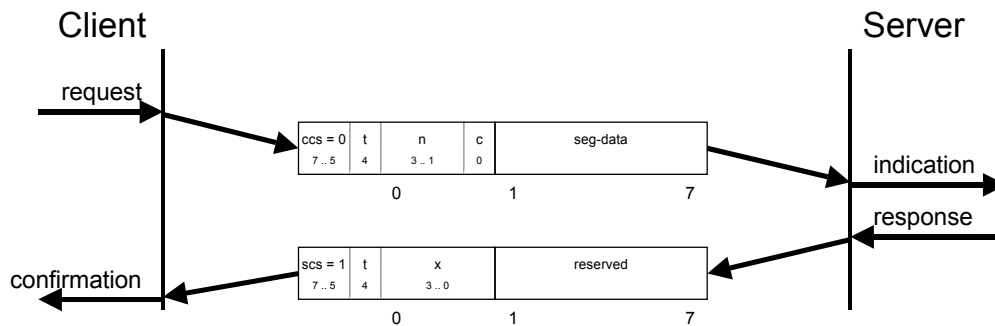 Client Server
request
ccs = 0 t n c seg-data
7 .. 5 4 3 .. 1 0
indication
0 1 7
response
scs = 1 t x reserved
confirmation
7 .. 5 4 3 .. 0
0 1 7